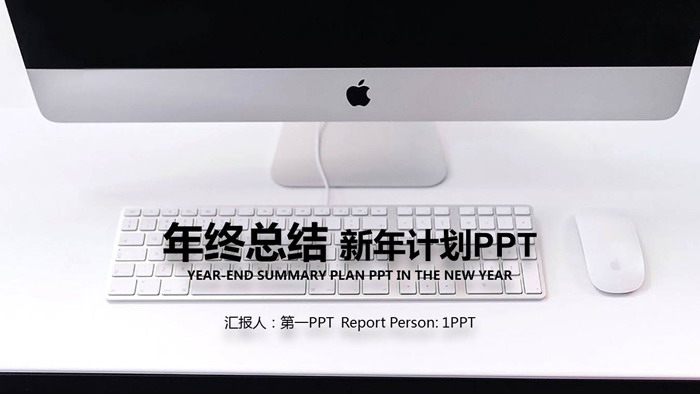 年终总结 新年计划PPT
YEAR-END SUMMARY PLAN PPT IN THE NEW YEAR
汇报人：第一PPT Report Person: 1PPT